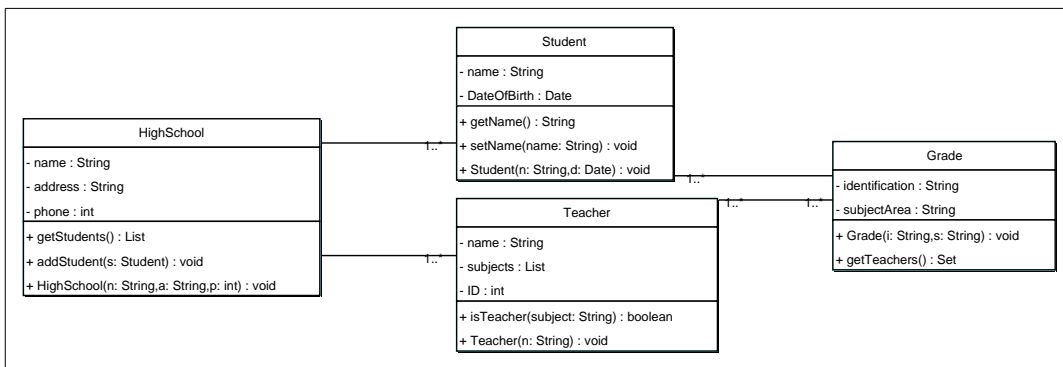 HighSchool
- name : String
- address : String
- phone : int
+ getStudents() : List
+ addStudent(s: Student) : void
+ HighSchool(n: String,a: String,p: int) : void
1..*
1..*
Student
- name : String
- DateOfBirth : Date
+ getName() : String
+ setName(name: String) : void
+ Student(n: String,d: Date) : void
1..*
Teacher
- name : String
- subjects : List
- ID : int
+ isTeacher(subject: String) : boolean
+ Teacher(n: String) : void
1..*
1..*
Grade
- identification : String
- subjectArea : String
+ Grade(i: String,s: String) : void
+ getTeachers() : Set